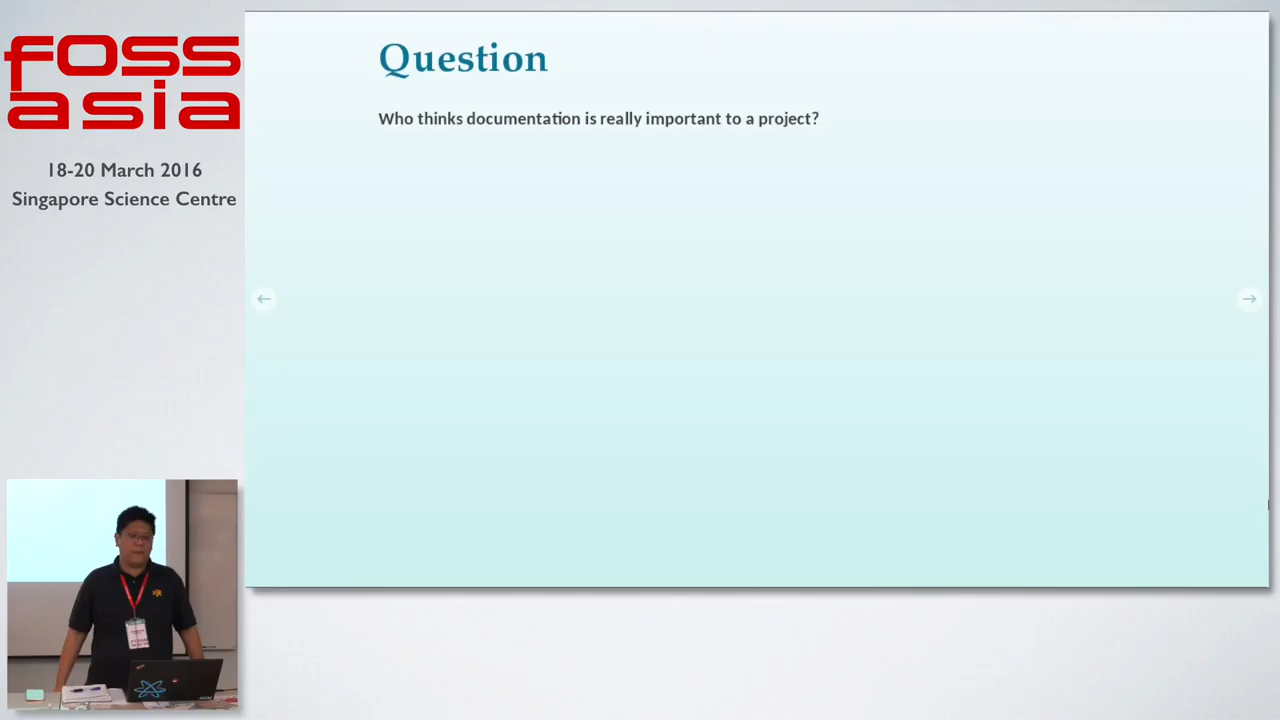 foss
asia
18-20 March 2016
Singapore Science Centre
Question
Who thinks documentation is really important to a project?